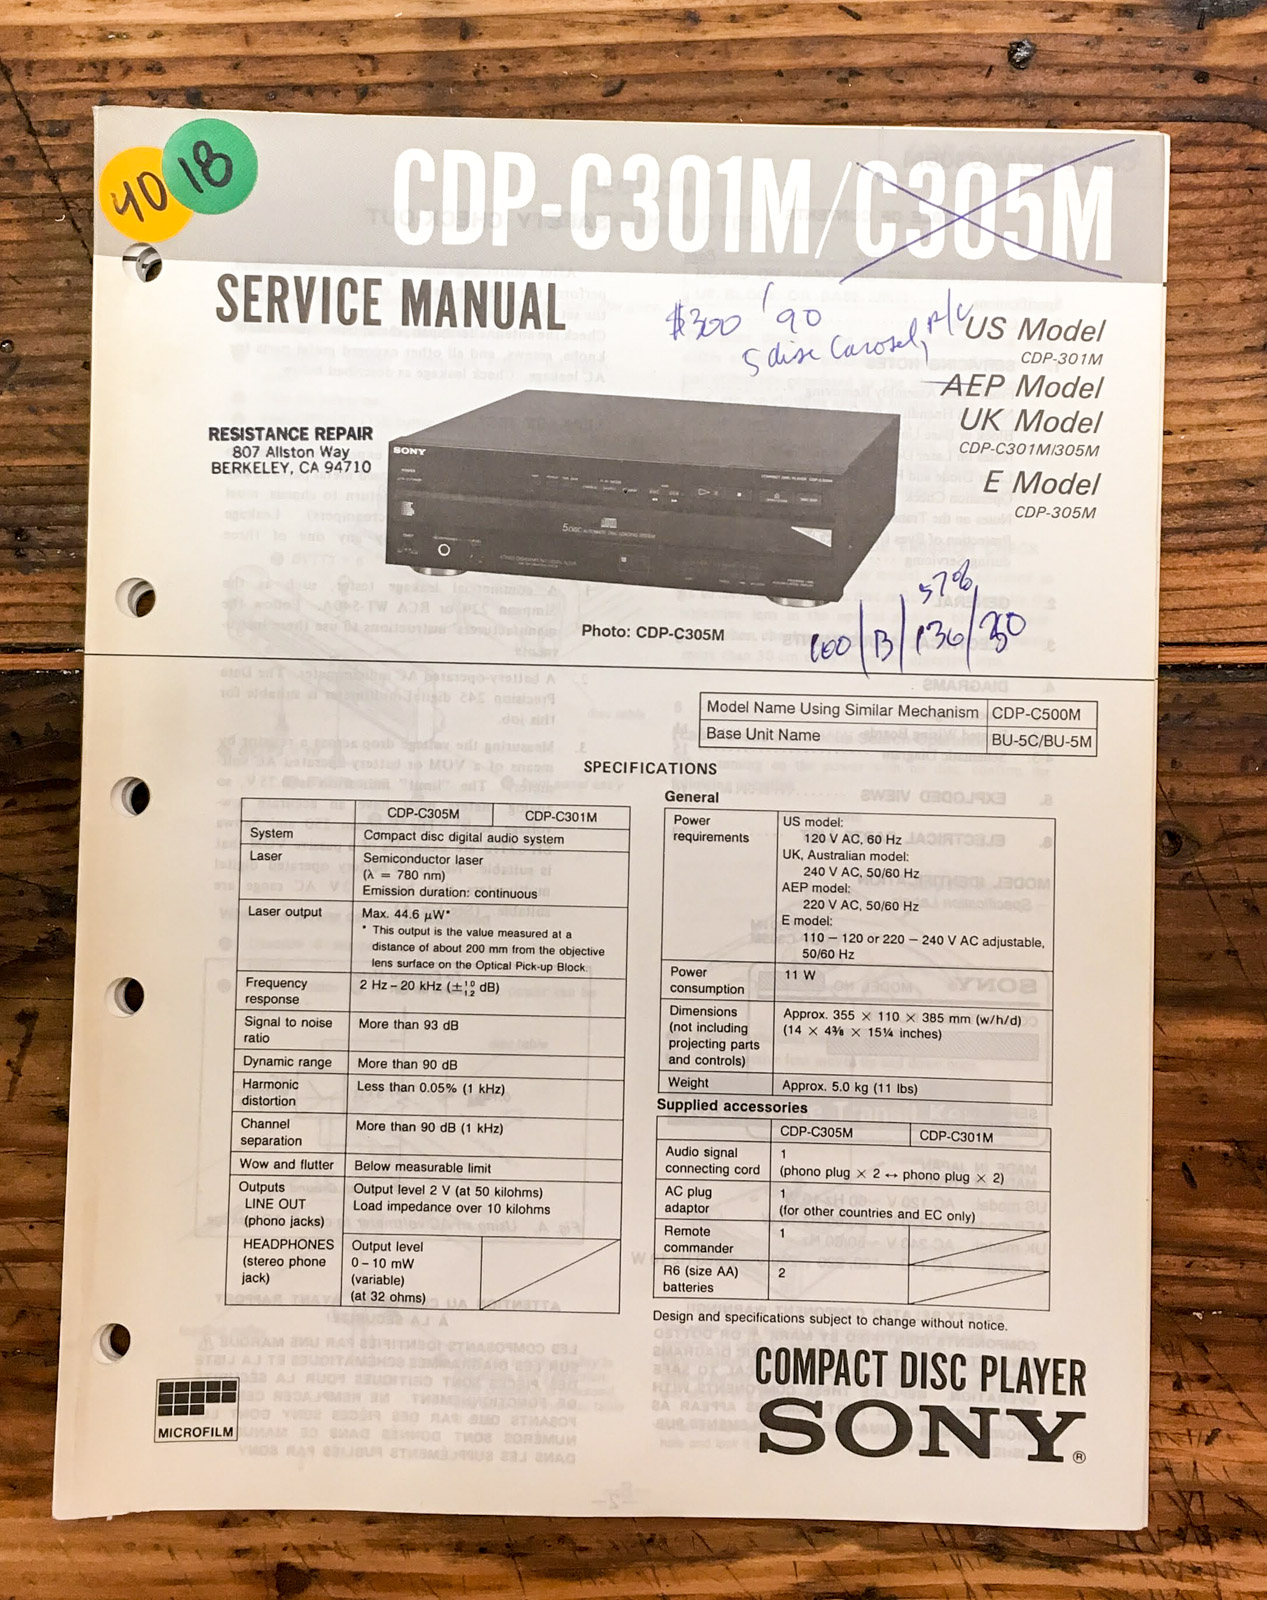 40 18
CDP-C301M/C305M
SERVICE MANUAL
$300 '90
5 disc Carosel,
US Model
CDP-301M
AEP Model
UK Model
CDP-C301M/305M
E Model
CDP-305M
RESISTANCE REPAIR
807 Allston Way
BERKELEY, CA 94710
SONY
5 DISC AUTOMATIC DISC LOADING SYSTEM
Photo: CDP-C305M
57%
Model Name Using Similar Mechanism CDP-C500M
Base Unit Name BU-5C/BU-5M
SPECIFICATIONS
CDP-C305M CDP-C301M
System Compact disc digital audio system
Laser Semiconductor laser
(λ = 780 nm)
Emission duration: continuous
Laser output Max. 44.6 μW*
* This output is the value measured at a
distance of about 200 mm from the objective
lens surface on the Optical Pick-up Block.
Frequency response 2 Hz – 20 kHz (± 1.0 1.2 dB)
Signal to noise ratio More than 93 dB
Dynamic range More than 90 dB
Harmonic distortion Less than 0.05% (1 kHz)
Channel separation More than 90 dB (1 kHz)
Wow and flutter Below measurable limit
Outputs
LINE OUT
(phono jacks)
Output level 2 V (at 50 kilohms)
Load impedance over 10 kilohms
HEADPHONES
(stereo phone
jack)
Output level
0 – 10 mW
(variable)
(at 32 ohms)
General
Power
requirements
US model:
120 V AC, 60 Hz
UK, Australian model:
240 V AC, 50/60 Hz
AEP model:
220 V AC, 50/60 Hz
E model:
110 – 120 or 220 – 240 V AC adjustable,
50/60 Hz
Power consumption 11 W
Dimensions
(not including
projecting parts
and controls)
Approx. 355 × 110 × 385 mm (w/h/d)
(14 × 4⅜ × 15¼ inches)
Weight Approx. 5.0 kg (11 lbs)
Supplied accessories
CDP-C305M CDP-C301M
Audio signal
connecting cord
1
(phono plug × 2 ↔ phono plug × 2)
AC plug
adaptor
1
(for other countries and EC only)
Remote
commander
1
R6 (size AA)
batteries
2
Design and specifications subject to change without notice.
MICROFILM
COMPACT DISC PLAYER
SONY®